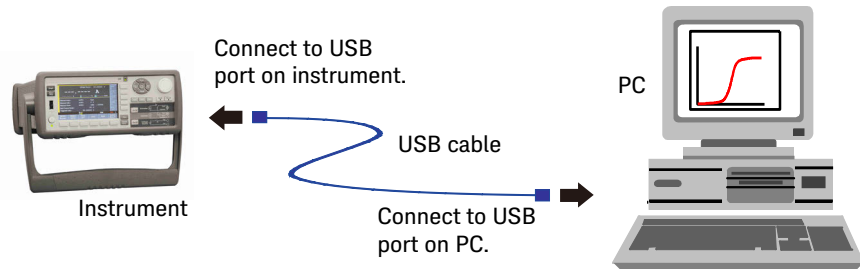 Connect to USB
port on instrument.
PC
USB cable
Instrument
Connect to USB
port on PC.